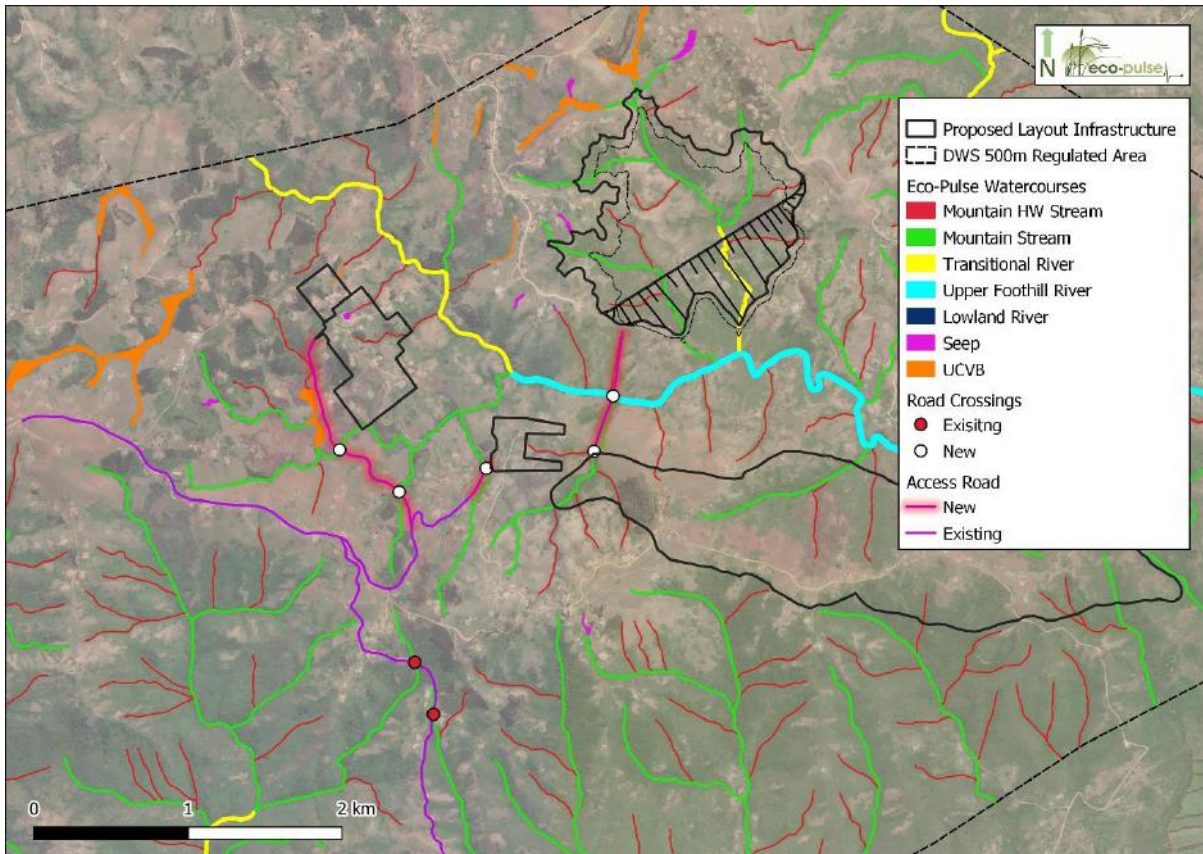 N
eco-pulse
Proposed Layout Infrastructure
DWS 500m Regulated Area
Eco-Pulse Watercourses
Mountain HW Stream
Mountain Stream
Transitional River
Upper Foothill River
Lowland River
Seep
UCVB
Road Crossings
Exisitng
New
Access Road
New
Existing
0 1 2 km